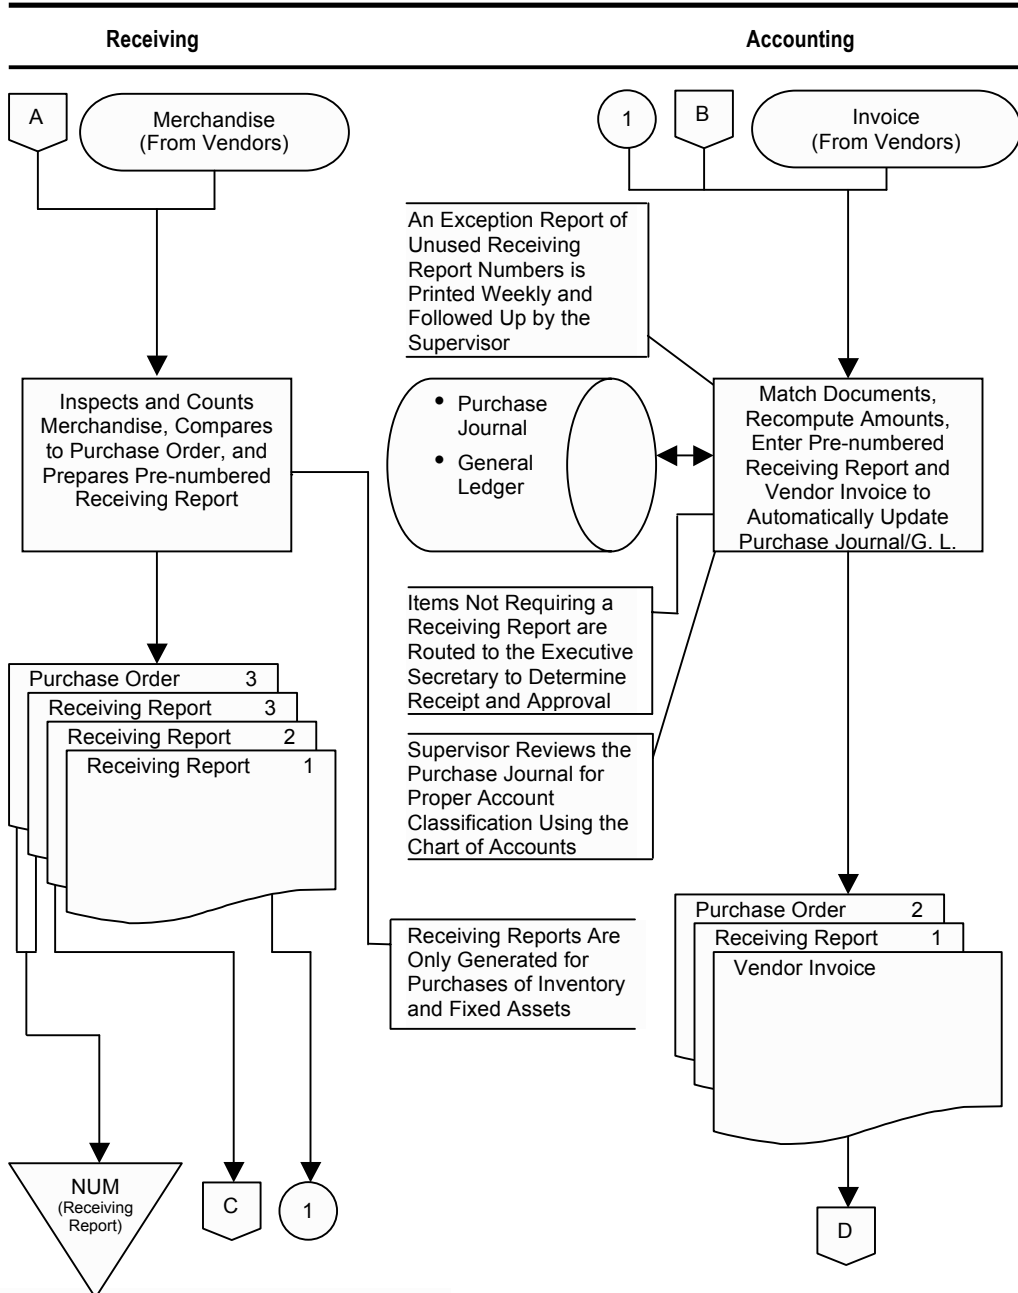 Receiving
Accounting
A
Merchandise
(From Vendors)
1
B
Invoice
(From Vendors)
An Exception Report of
Unused Receiving
Report Numbers is
Printed Weekly and
Followed Up by the
Supervisor
Inspects and Counts
Merchandise, Compares
to Purchase Order, and
Prepares Pre-numbered
Receiving Report
• Purchase
Journal
• General
Ledger
Match Documents,
Recompute Amounts,
Enter Pre-numbered
Receiving Report and
Vendor Invoice to
Automatically Update
Purchase Journal/G. L.
Items Not Requiring a
Receiving Report are
Routed to the Executive
Secretary to Determine
Receipt and Approval
Purchase Order 3
Receiving Report 3
Receiving Report 2
Receiving Report 1
Supervisor Reviews the
Purchase Journal for
Proper Account
Classification Using the
Chart of Accounts
Receiving Reports Are
Only Generated for
Purchases of Inventory
and Fixed Assets
Purchase Order 2
Receiving Report 1
Vendor Invoice
NUM
(Receiving
Report)
C
1
D